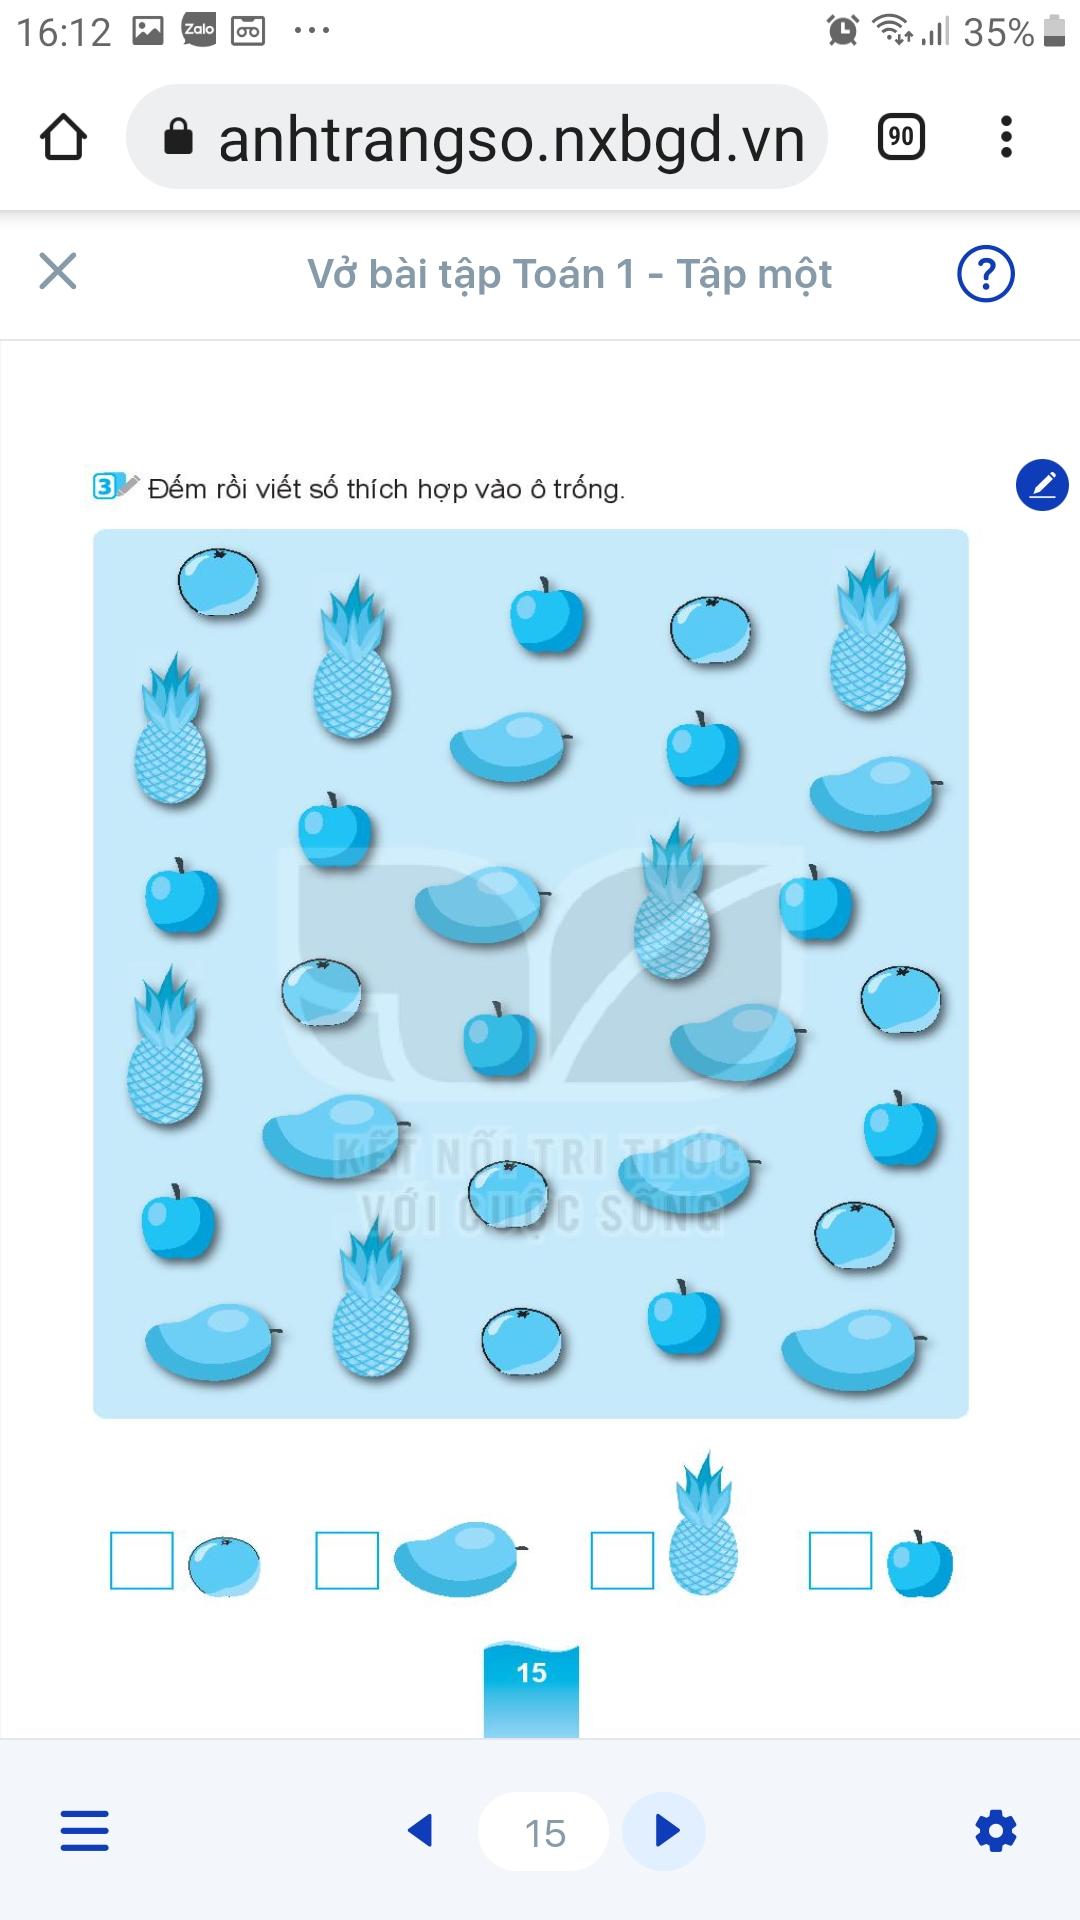 16:12 Zalo 35%
anhtrangso.nxbgd.vn 90
Vở bài tập Toán 1 - Tập một ?
3 Đếm rồi viết số thích hợp vào ô trống.
KẾT NỐI TRI THỨC
VỚI CUỘC SỐNG
15
15